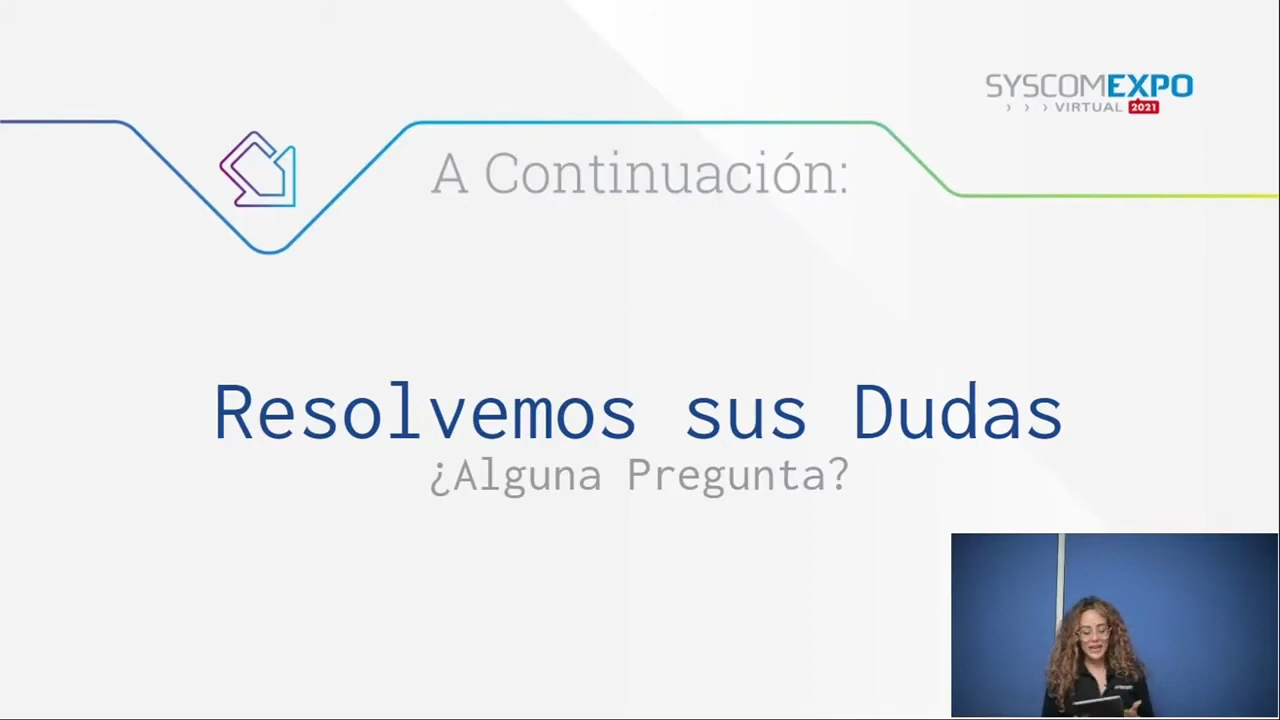 SYSCOMEXPO
VIRTUAL 2021
A Continuación:
Resolvemos sus Dudas
¿Alguna Pregunta?